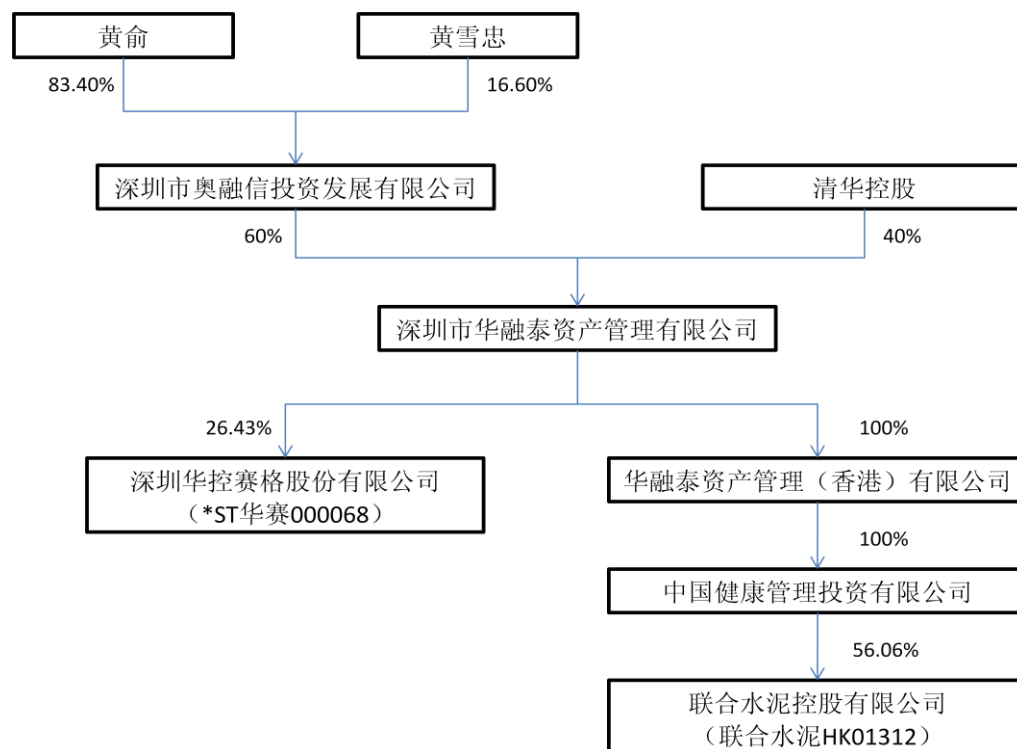 黄俞
黄雪忠
83.40%
16.60%
深圳市奥融信投资发展有限公司
清华控股
60%
40%
深圳市华融泰资产管理有限公司
26.43%
100%
深圳华控赛格股份有限公司
（*ST华赛000068）
华融泰资产管理（香港）有限公司
100%
中国健康管理投资有限公司
56.06%
联合水泥控股有限公司
（联合水泥HK01312）